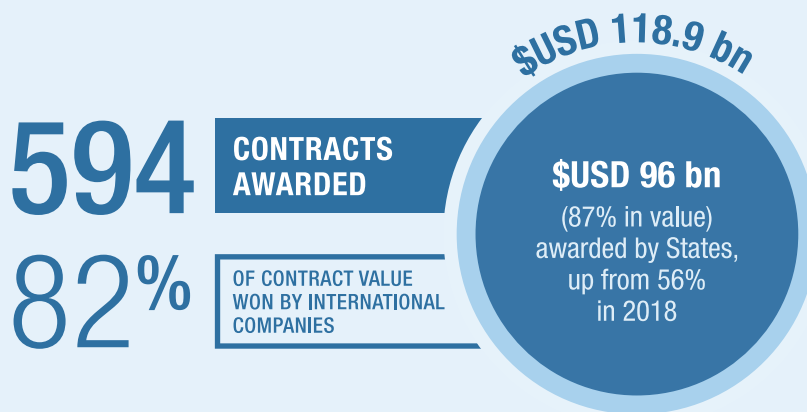 $USD 118.9 bn
594
CONTRACTS
AWARDED
82%
OF CONTRACT VALUE
WON BY INTERNATIONAL
COMPANIES
$USD 96 bn
(87% in value)
awarded by States,
up from 56%
in 2018